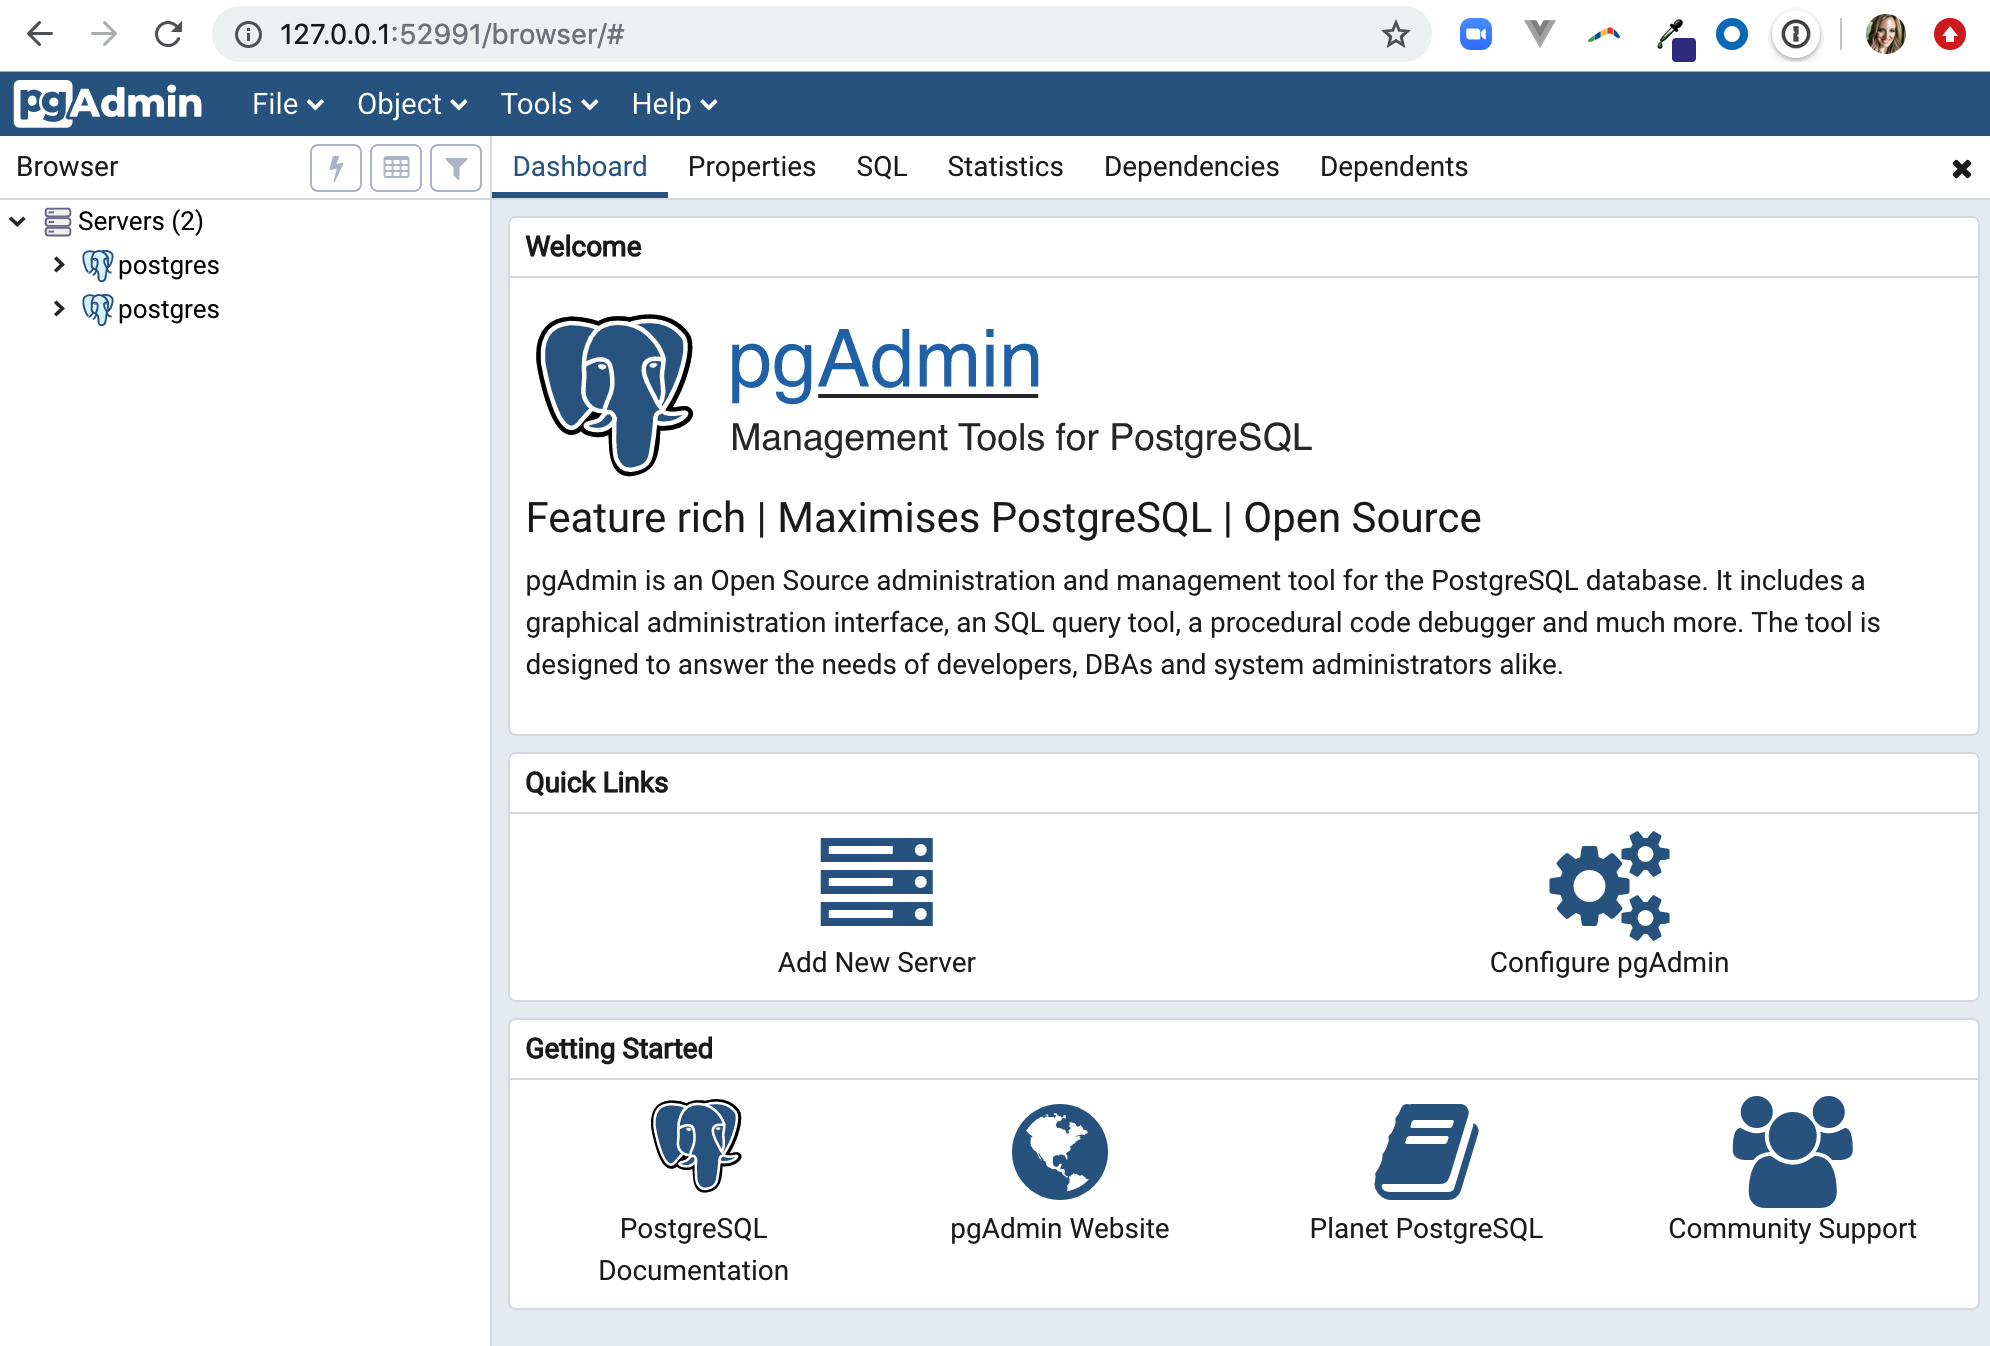 127.0.0.1:52991/browser/#
pgAdmin File Object Tools Help
Browser
Dashboard Properties SQL Statistics Dependencies Dependents
Servers (2)
postgres
postgres
Welcome
pgAdmin
Management Tools for PostgreSQL
Feature rich | Maximises PostgreSQL | Open Source
pgAdmin is an Open Source administration and management tool for the PostgreSQL database. It includes a
graphical administration interface, an SQL query tool, a procedural code debugger and much more. The tool is
designed to answer the needs of developers, DBAs and system administrators alike.
Quick Links
Add New Server
Configure pgAdmin
Getting Started
PostgreSQL
Documentation
pgAdmin Website
Planet PostgreSQL
Community Support